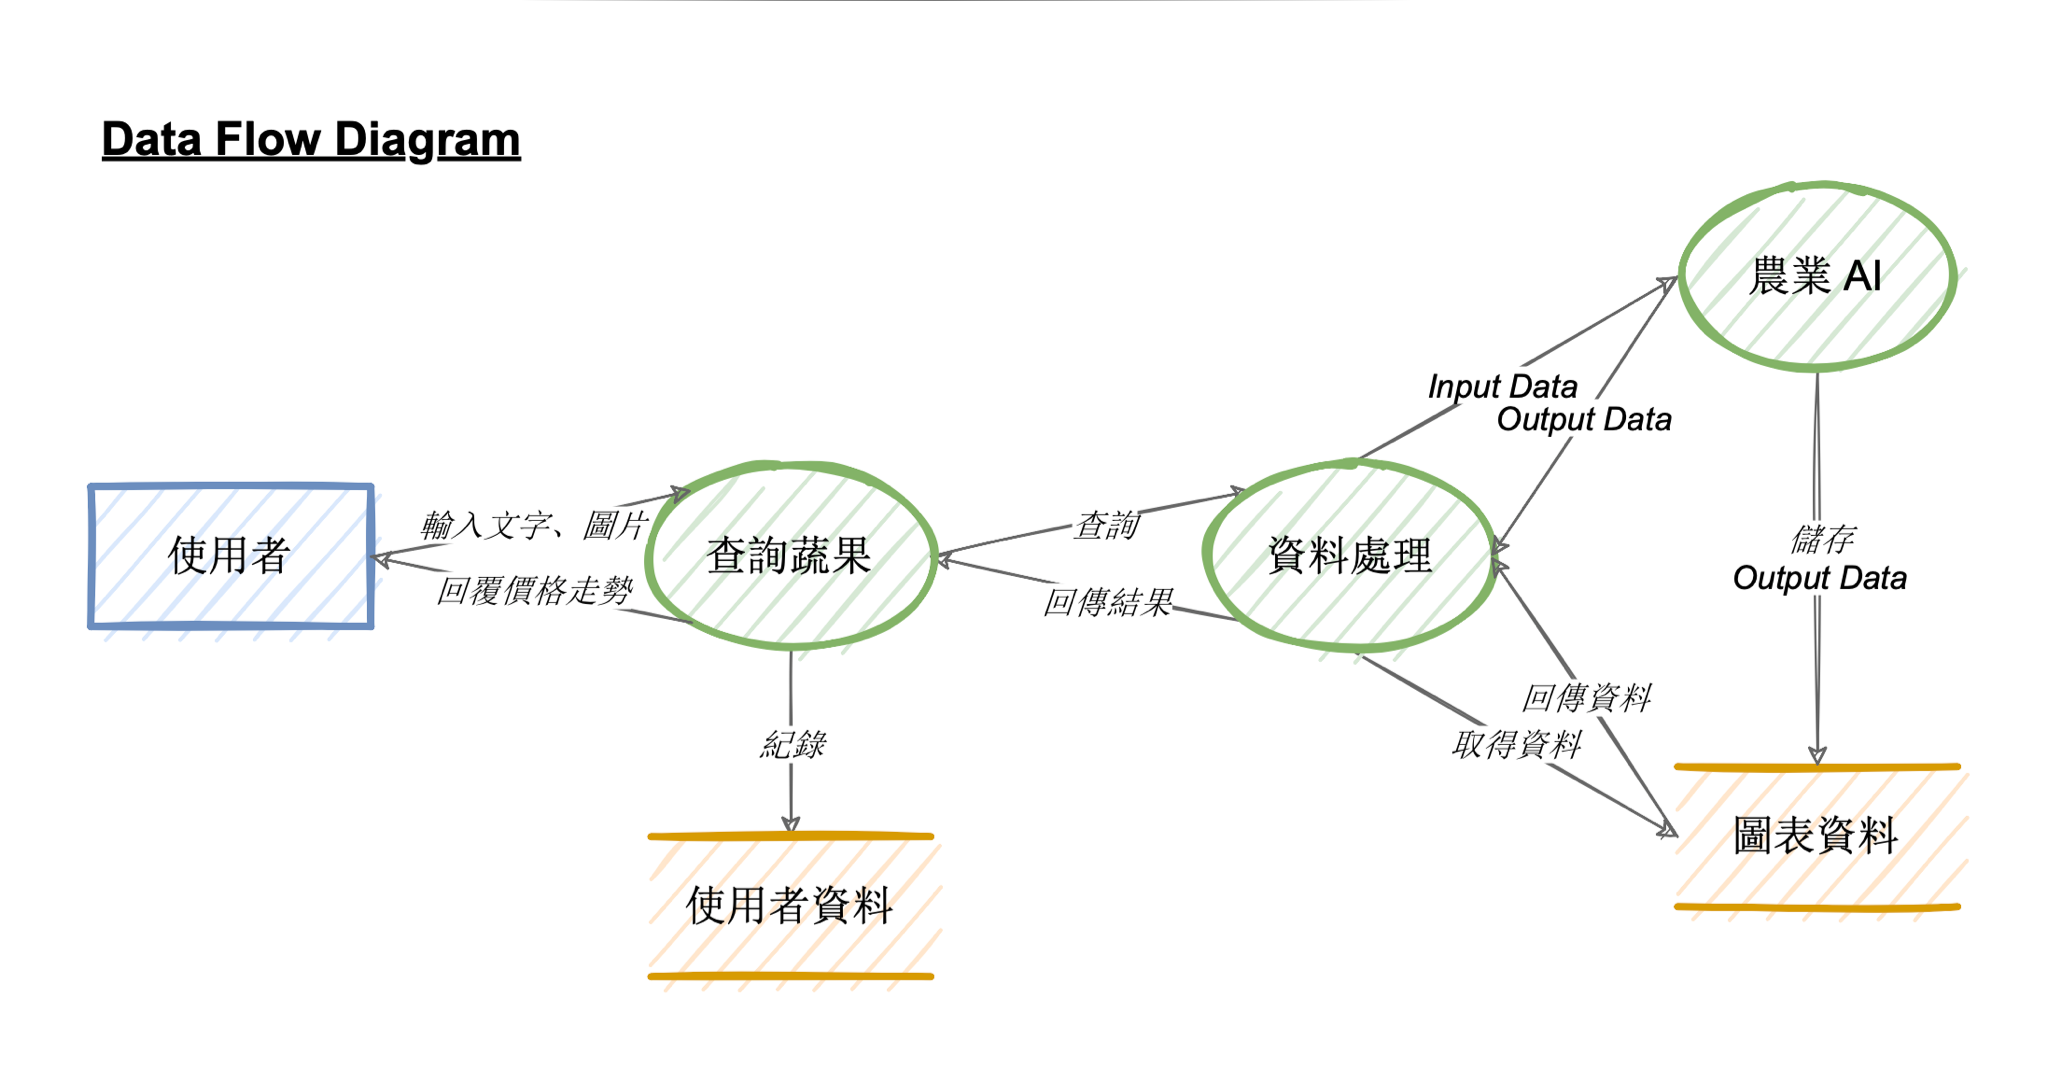 Data Flow Diagram
農業 AI
Input Data
Output Data
使用者
輸入文字、圖片
回覆價格走勢
查詢蔬果
查詢
回傳結果
資料處理
儲存
Output Data
回傳資料
取得資料
紀錄
圖表資料
使用者資料